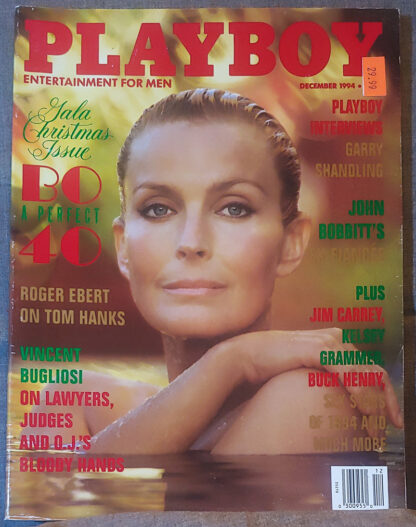 PLAYBOY
ENTERTAINMENT FOR MEN
DECEMBER 1994 •
29.99
Gala
Christmas
Issue
BO
A PERFECT
40
ROGER EBERT
ON TOM HANKS
VINCENT
BUGLIOSI
ON LAWYERS,
JUDGES
AND O.J.'S
BLOODY HANDS
PLAYBOY
INTERVIEWS
GARRY
SHANDLING
JOHN
BOBBITT'S
PLUS
JIM CARREY,
KELSEY
GRAMMER,
BUCK HENRY,
SEX STARS
OF 1994 AND
MUCH MORE
12